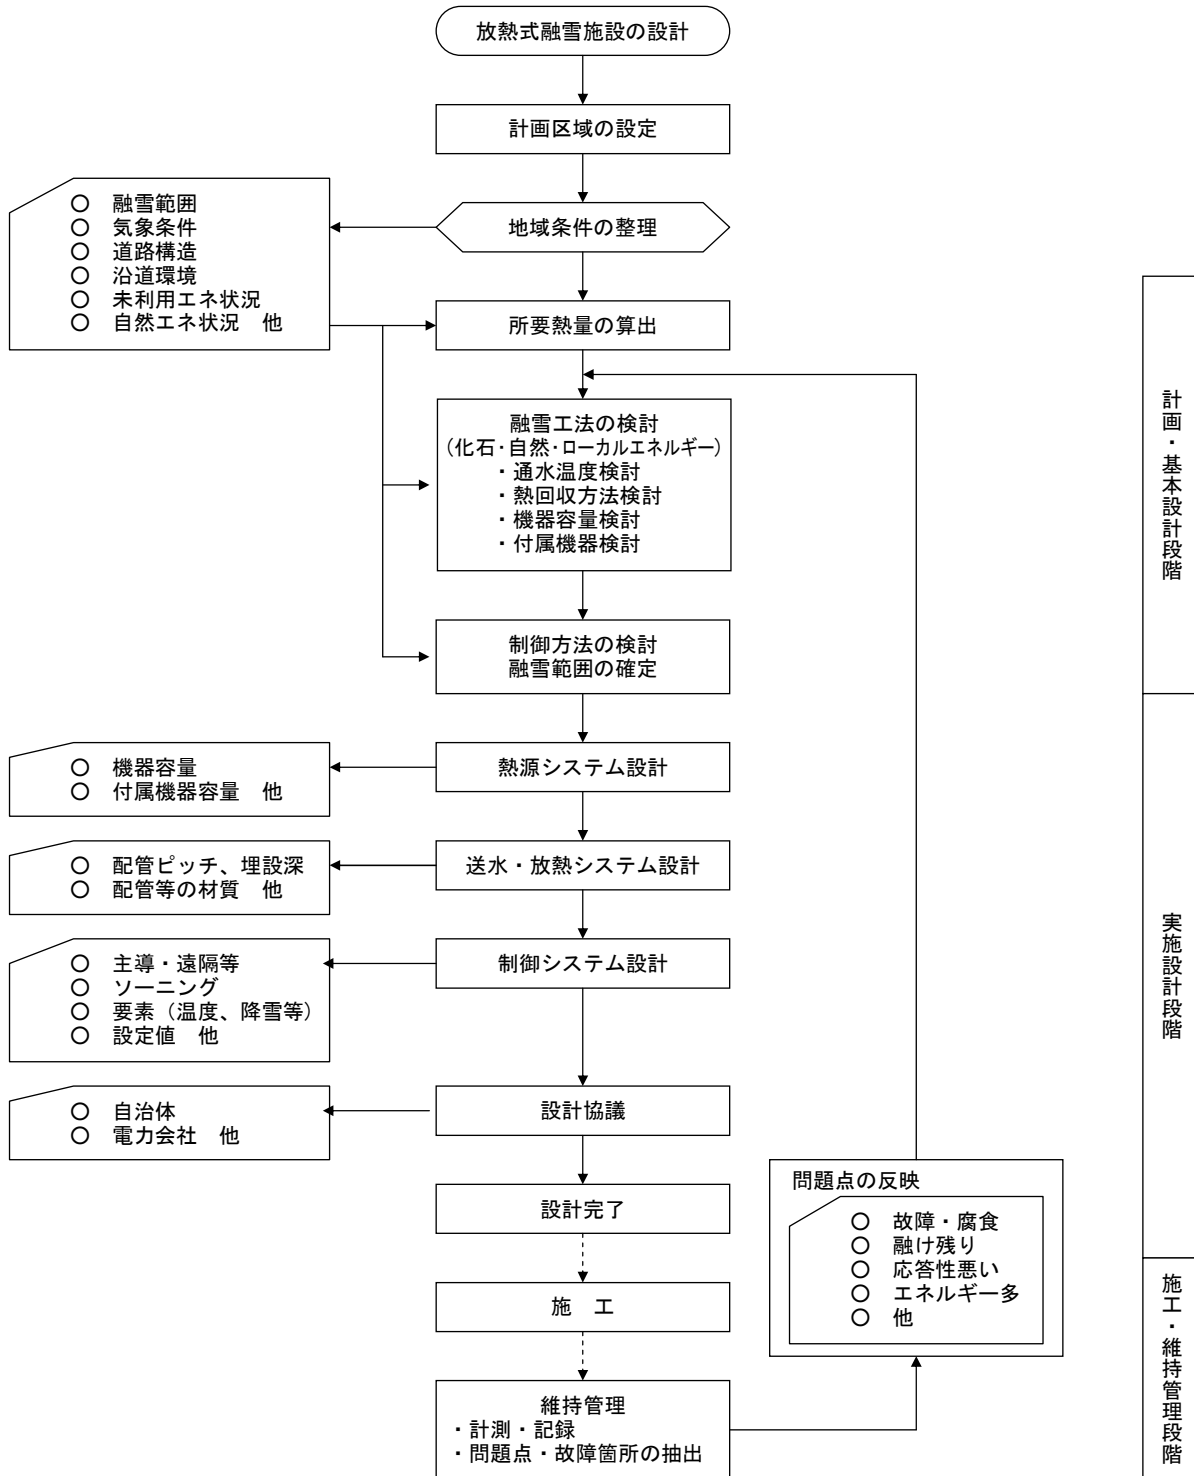 放熱式融雪施設の設計
計画区域の設定
地域条件の整理
○ 融雪範囲
○ 気象条件
○ 道路構造
○ 沿道環境
○ 未利用エネ状況
○ 自然エネ状況　他
所要熱量の算出
融雪工法の検討
（化石・自然・ローカルエネルギー）
・通水温度検討
・熱回収方法検討
・機器容量検討
・付属機器検討
制御方法の検討
融雪範囲の確定
計画・基本設計段階
熱源システム設計
○ 機器容量
○ 付属機器容量　他
送水・放熱システム設計
○ 配管ピッチ、埋設深
○ 配管等の材質　他
制御システム設計
○ 主導・遠隔等
○ ソーニング
○ 要素（温度、降雪等）
○ 設定値　他
設計協議
○ 自治体
○ 電力会社　他
設計完了
実施設計段階
施　工
維持管理
・計測・記録
・問題点・故障箇所の抽出
問題点の反映
○ 故障・腐食
○ 融け残り
○ 応答性悪い
○ エネルギー多
○ 他
施工・維持管理段階